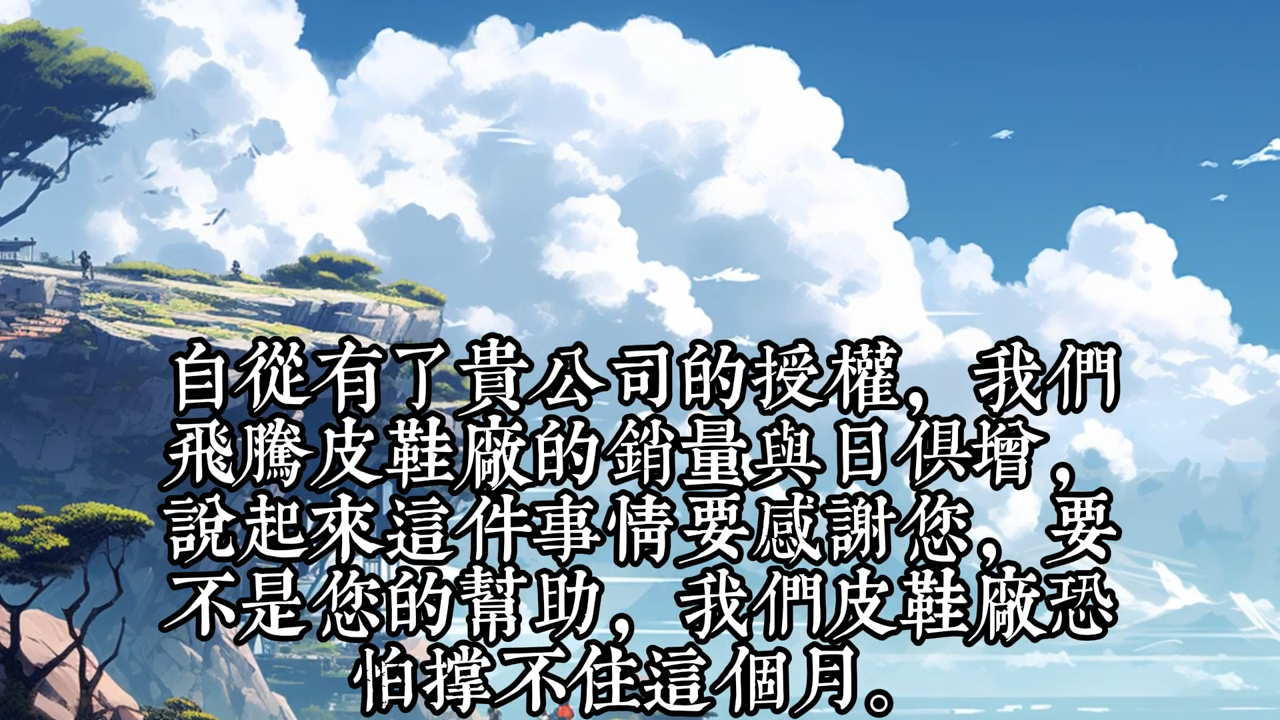 自從有了貴公司的授權，我們
飛騰皮鞋廠的銷量與日俱增，
說起來這件事情要感謝您，要
不是您的幫助，我們皮鞋廠恐
怕撐不住這個月。